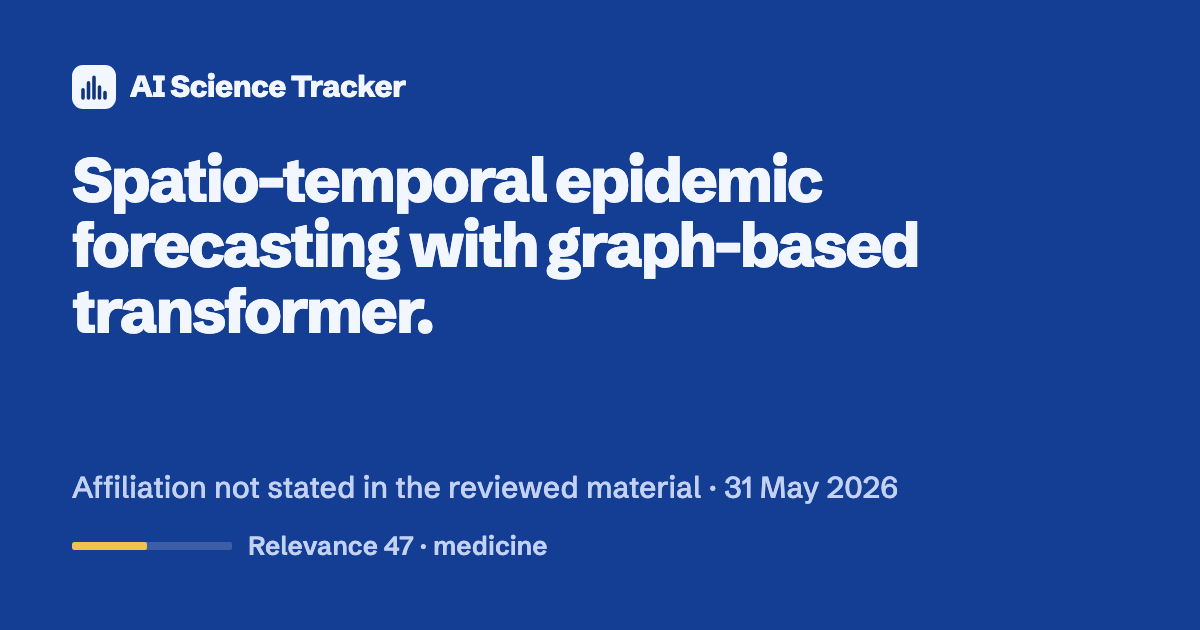 AI Science Tracker
Spatio-temporal epidemic
forecasting with graph-based
transformer.
Affiliation not stated in the reviewed material · 31 May 2026
Relevance 47 · medicine